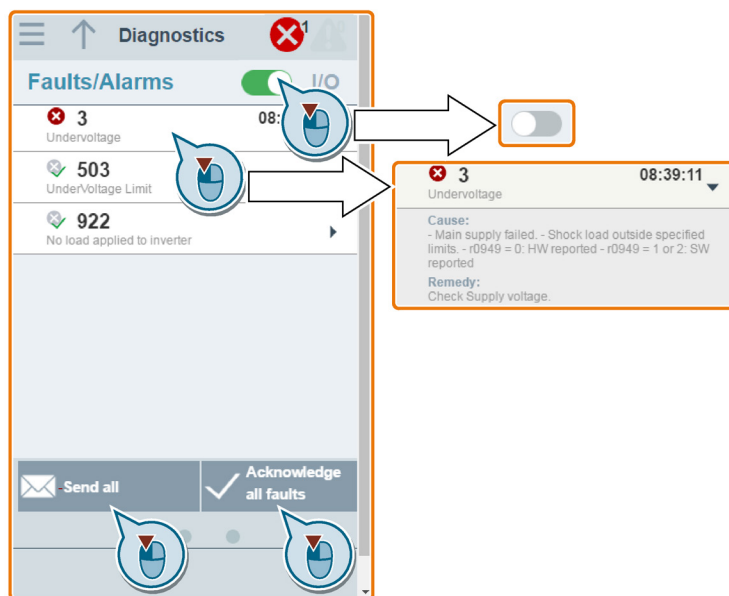 Diagnostics
1
Faults/Alarms
I/O
3
08:
Undervoltage
503
UnderVoltage Limit
922
No load applied to inverter
-Send all
Acknowledge
all faults
3
08:39:11
Undervoltage
Cause:
- Main supply failed. - Shock load outside specified
limits. - r0949 = 0: HW reported - r0949 = 1 or 2: SW
reported
Remedy:
Check Supply voltage.